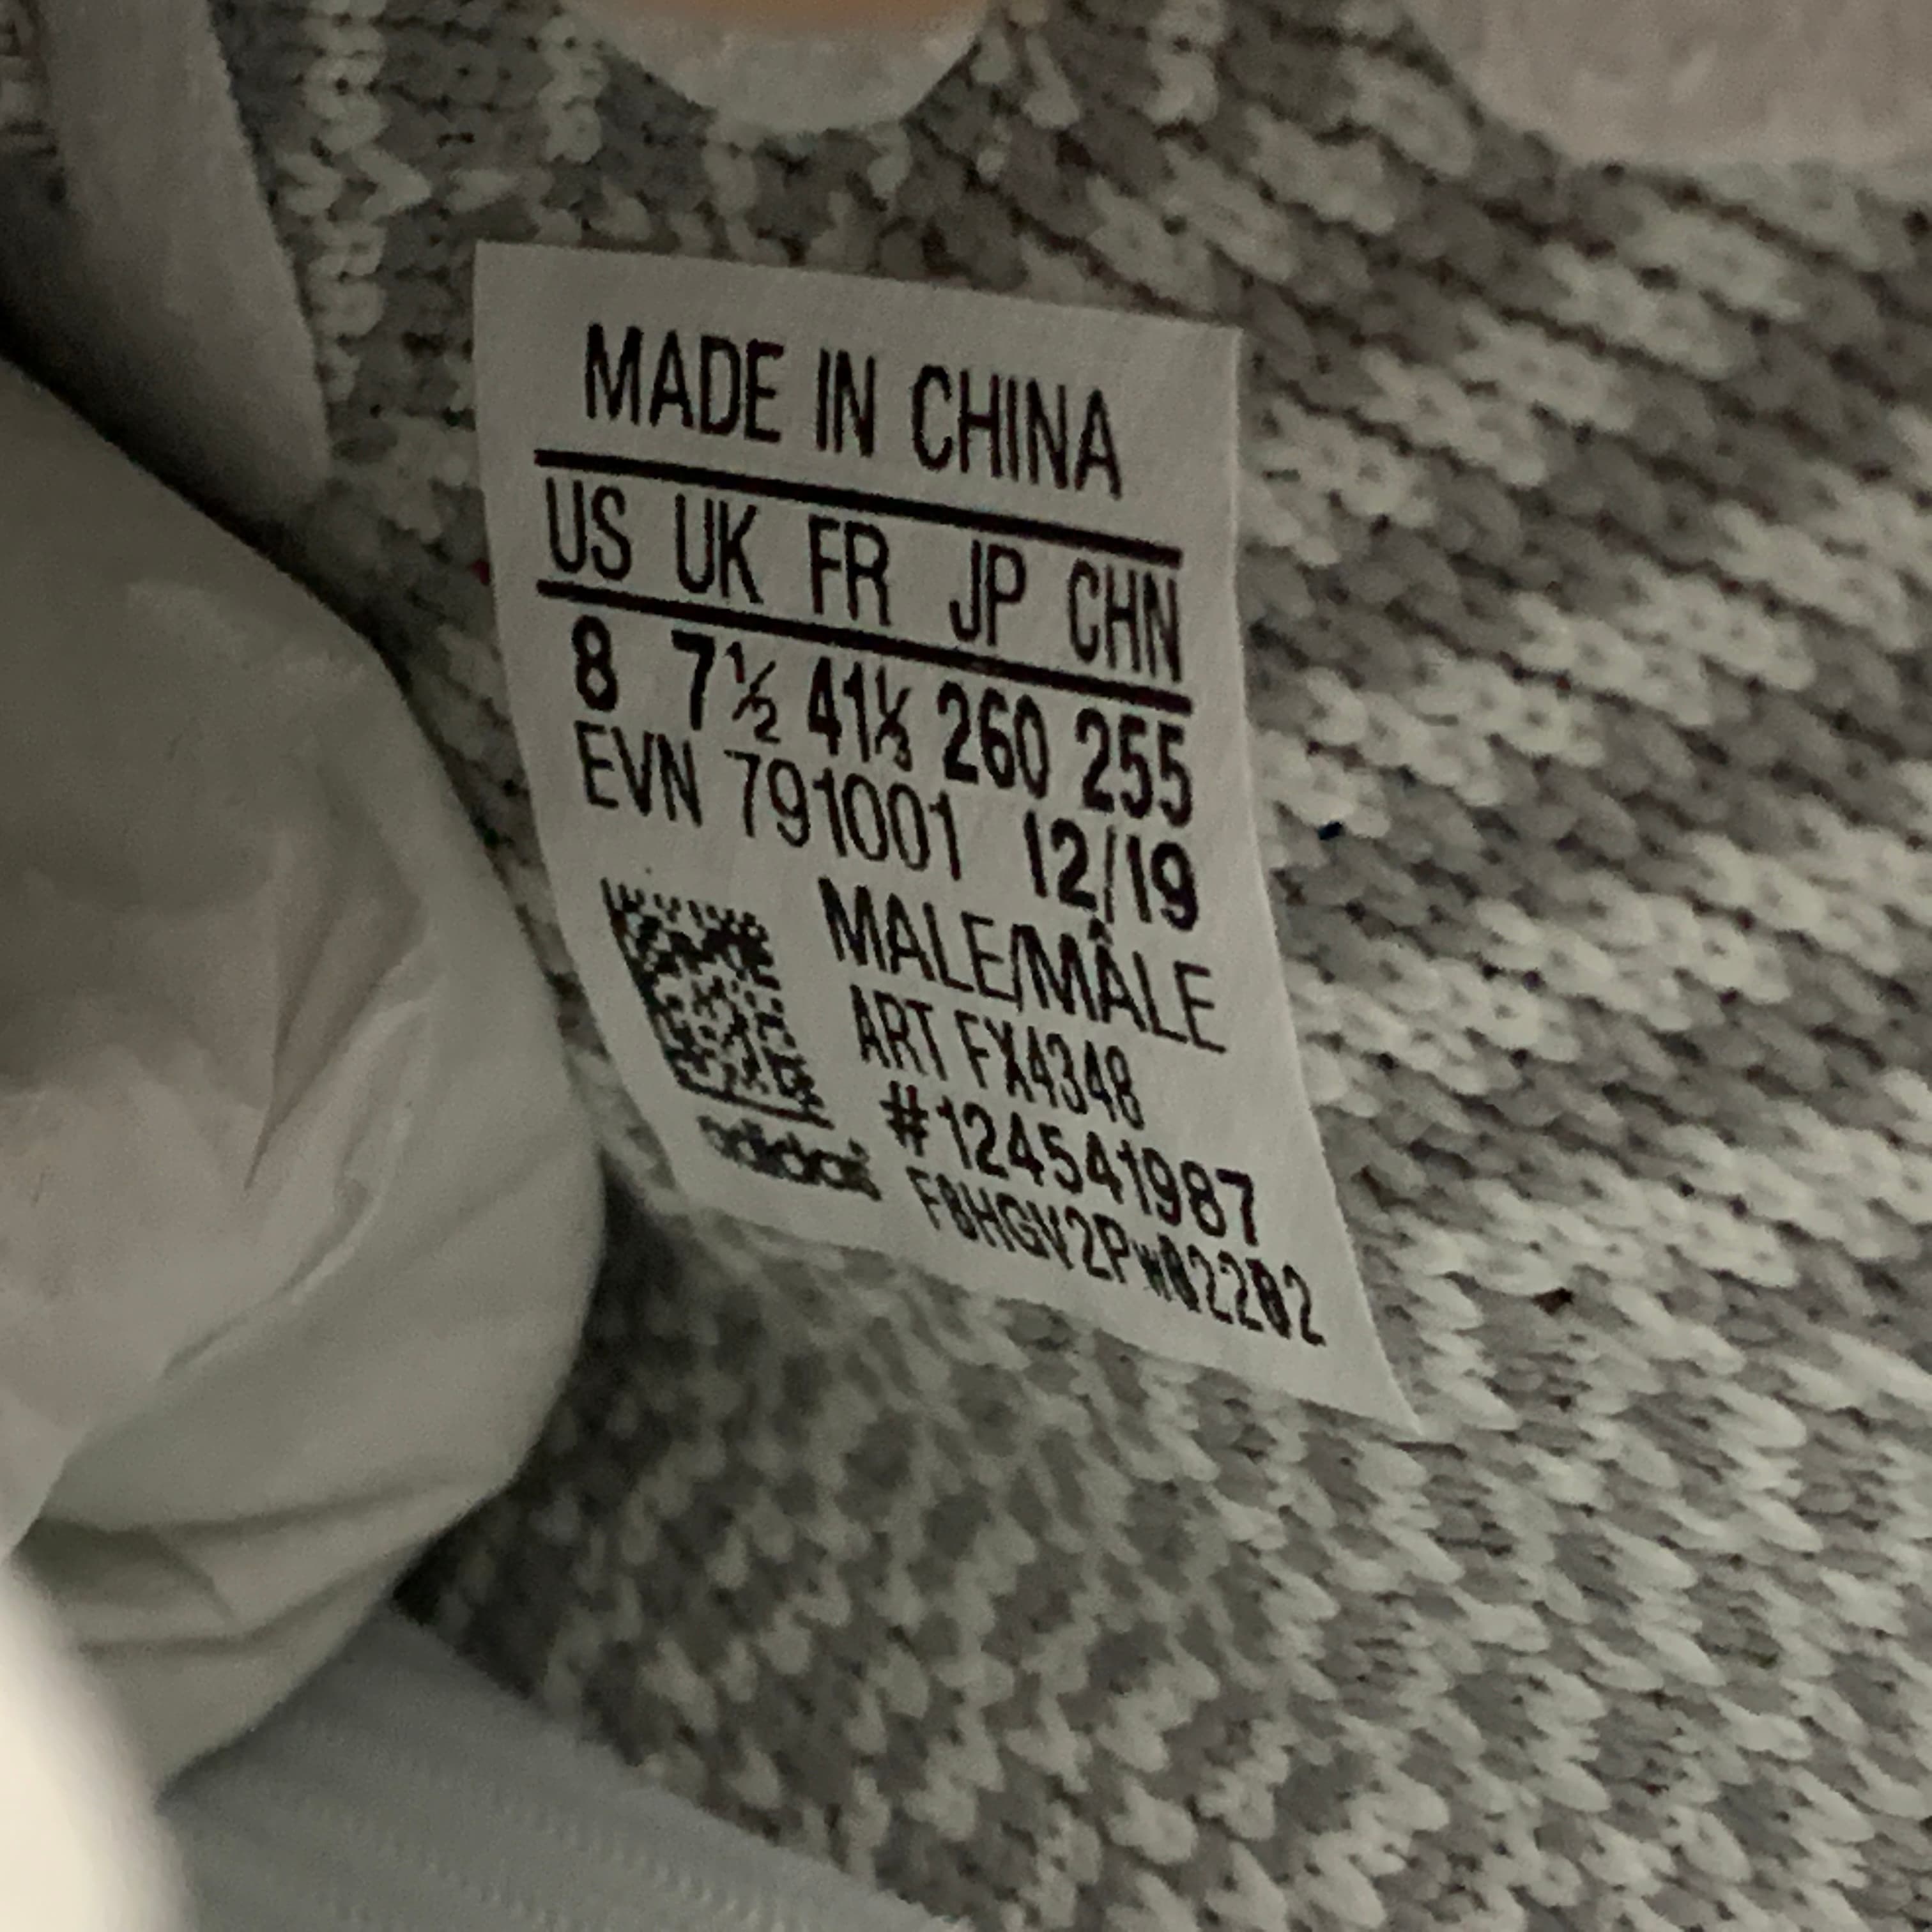 MADE IN CHINA
US UK FR JP CHN
8 7½ 41⅓ 260 255
EVN 791001 12/19
MALE/MÂLE
ART FX4348
#124541987
F8HGV2PW02202
adidas